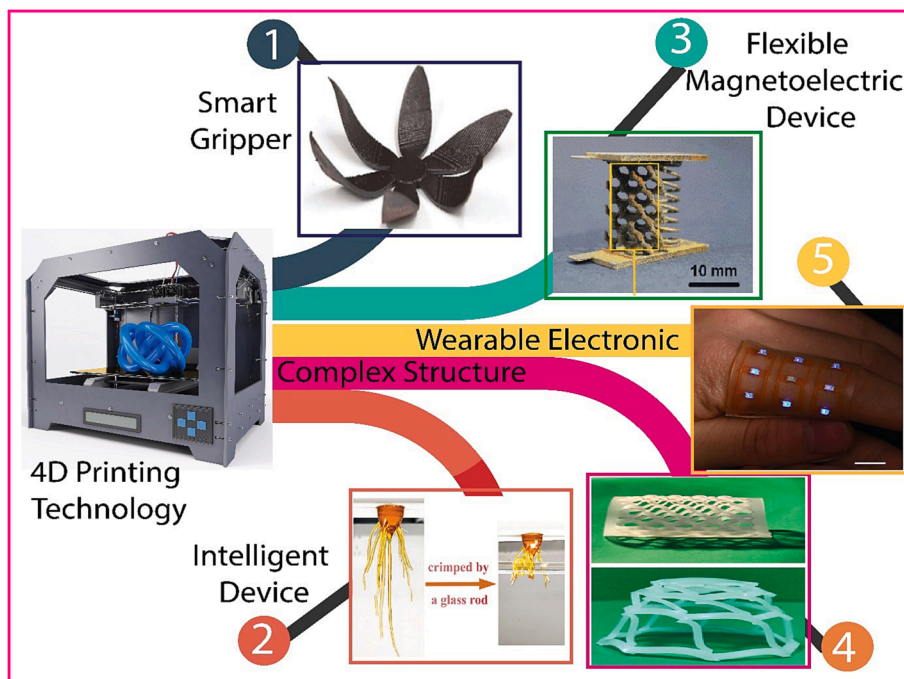 1
Smart
Gripper
3
Flexible
Magnetoelectric
Device
10 mm
5
Wearable Electronic
Complex Structure
4D Printing
Technology
Intelligent
Device
2
crimped by
a glass rod
4